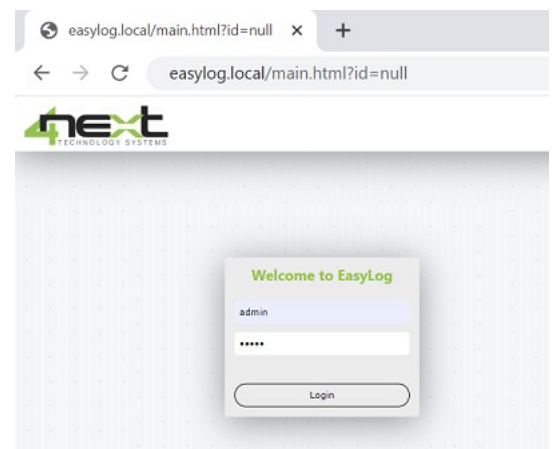 easylog.local/main.html?id=null
easylog.local/main.html?id=null
4next
TECHNOLOGY SYSTEMS
Welcome to EasyLog
admin
•••••
Login